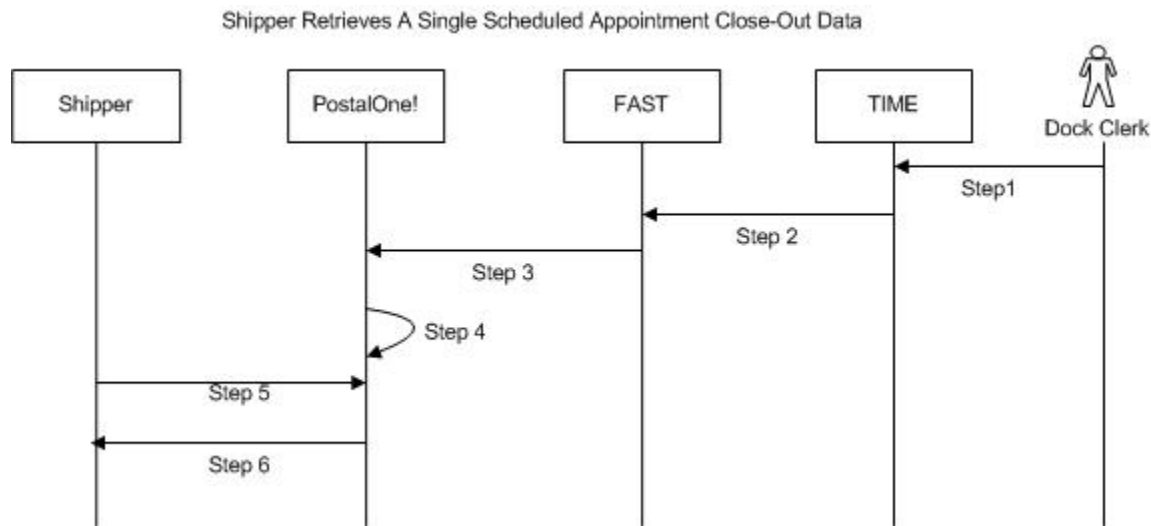 Shipper Retrieves A Single Scheduled Appointment Close-Out Data
Shipper
PostalOne!
FAST
TIME
Dock Clerk
Step1
Step 2
Step 3
Step 4
Step 5
Step 6